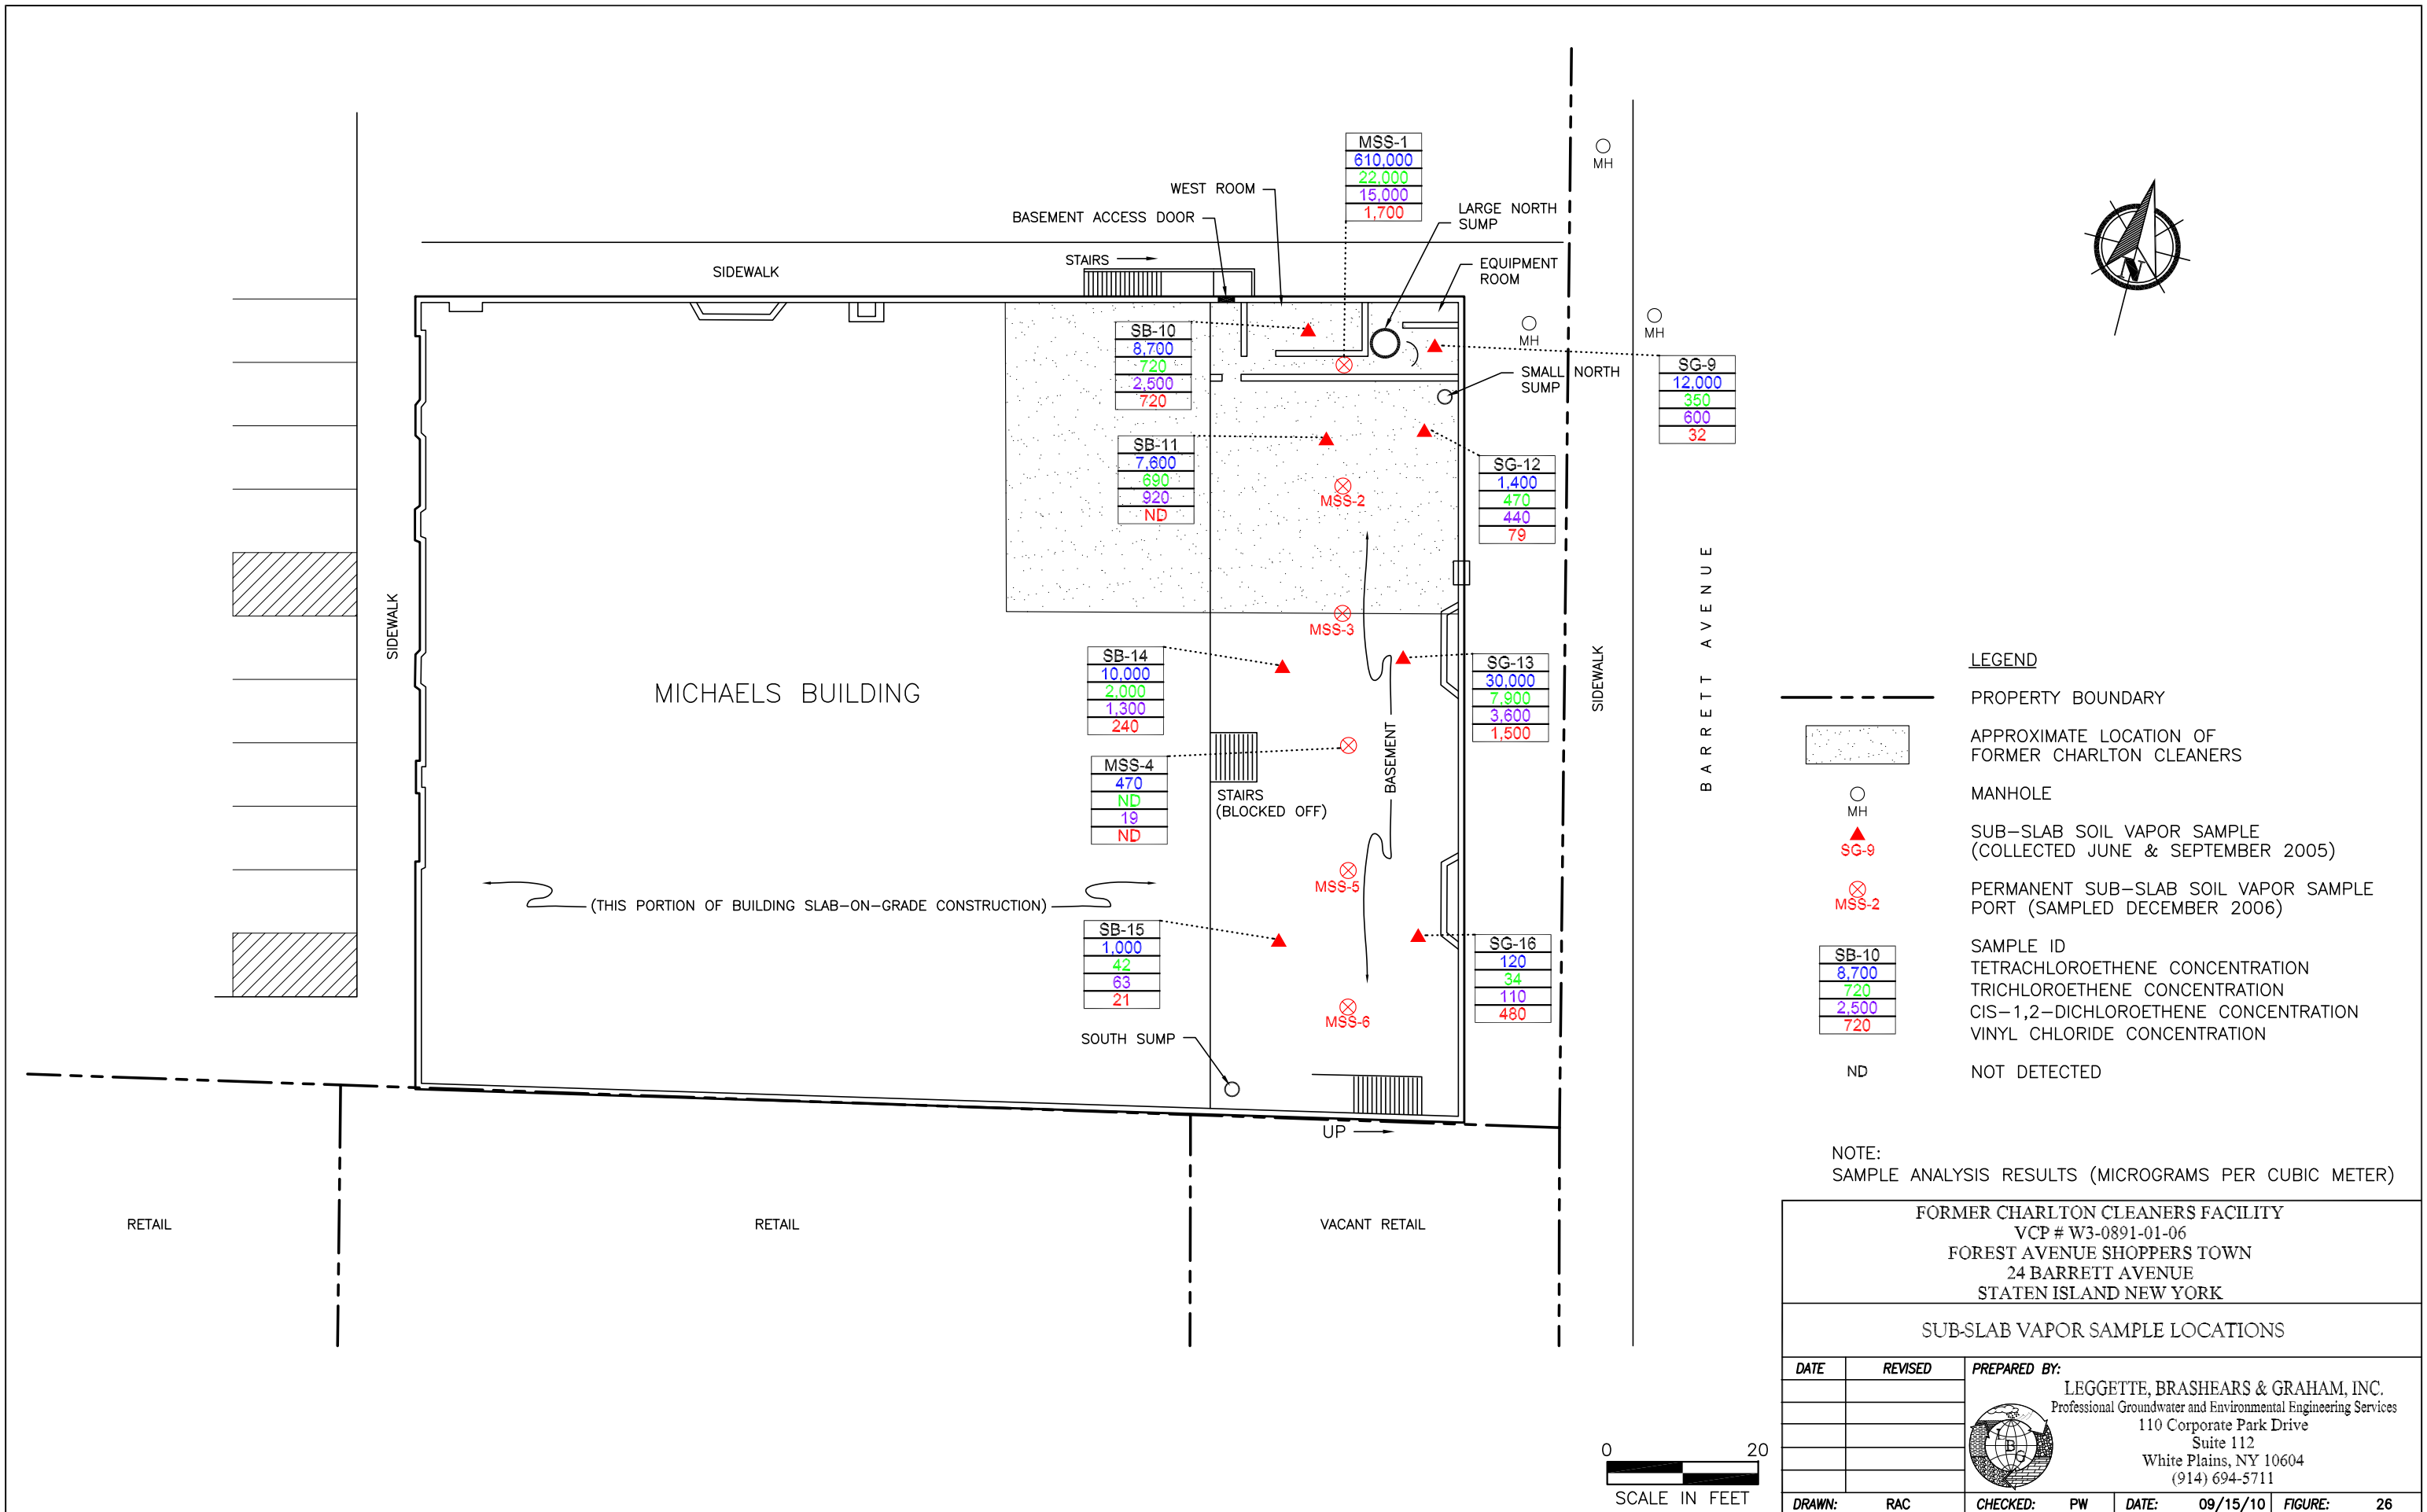 MSS-1
610,000
22,000
15,000
1,700
MH
WEST ROOM
BASEMENT ACCESS DOOR
LARGE NORTH
SUMP
STAIRS
SIDEWALK
EQUIPMENT
ROOM
N
MH
MH
SB-10
8,700
720
2,500
720
SG-9
12,000
350
600
32
SMALL NORTH
SUMP
SB-11
7,600
690
920
ND
MSS-2
SG-12
1,400
470
440
79
SIDEWALK
MSS-3
SB-14
10,000
2,000
1,300
240
SG-13
30,000
7,900
3,600
1,500
MICHAELS BUILDING
SIDEWALK
BARRETT AVENUE
BASEMENT
MSS-4
470
ND
19
ND
STAIRS
(BLOCKED OFF)
MSS-5
(THIS PORTION OF BUILDING SLAB-ON-GRADE CONSTRUCTION)
SB-15
1,000
42
63
21
SG-16
120
34
110
480
MSS-6
SOUTH SUMP
UP
RETAIL
RETAIL
VACANT RETAIL
LEGEND
PROPERTY BOUNDARY
APPROXIMATE LOCATION OF
FORMER CHARLTON CLEANERS
MH
MANHOLE
SG-9
SUB-SLAB SOIL VAPOR SAMPLE
(COLLECTED JUNE & SEPTEMBER 2005)
MSS-2
PERMANENT SUB-SLAB SOIL VAPOR SAMPLE
PORT (SAMPLED DECEMBER 2006)
SB-10 SAMPLE ID
8,700 TETRACHLOROETHENE CONCENTRATION
720 TRICHLOROETHENE CONCENTRATION
2,500 CIS-1,2-DICHLOROETHENE CONCENTRATION
720 VINYL CHLORIDE CONCENTRATION
ND NOT DETECTED
NOTE:
SAMPLE ANALYSIS RESULTS (MICROGRAMS PER CUBIC METER)
FORMER CHARLTON CLEANERS FACILITY
VCP # W3-0891-01-06
FOREST AVENUE SHOPPERS TOWN
24 BARRETT AVENUE
STATEN ISLAND NEW YORK
SUB-SLAB VAPOR SAMPLE LOCATIONS
DATE REVISED PREPARED BY:
LEGGETTE, BRASHEARS & GRAHAM, INC.
Professional Groundwater and Environmental Engineering Services
110 Corporate Park Drive
Suite 112
White Plains, NY 10604
(914) 694-5711
L B G
0 20
SCALE IN FEET
DRAWN: RAC CHECKED: PW DATE: 09/15/10 FIGURE: 26